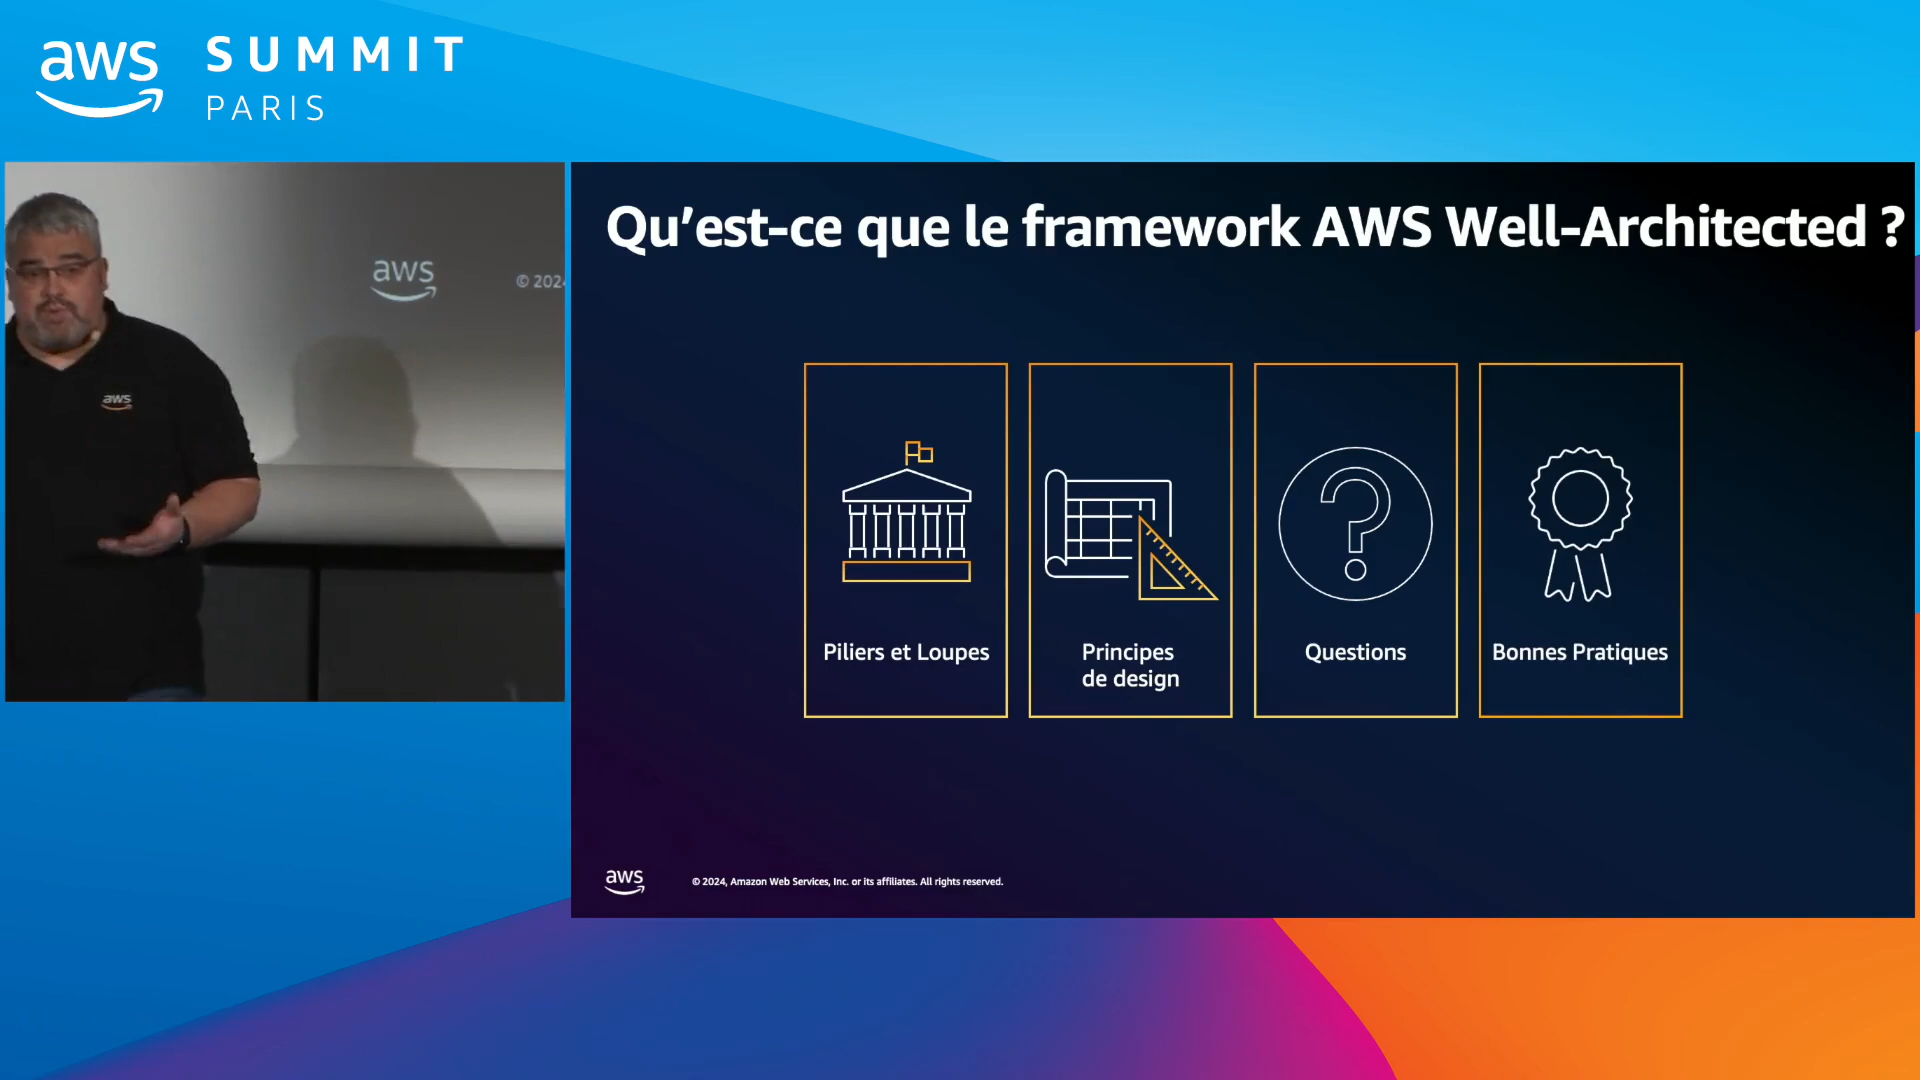 aws
SUMMIT
PARIS
aws
© 2024
aws
Qu’est-ce que le framework AWS Well-Architected ?
Piliers et Loupes
Principes
de design
Questions
Bonnes Pratiques
aws
© 2024, Amazon Web Services, Inc. or its affiliates. All rights reserved.